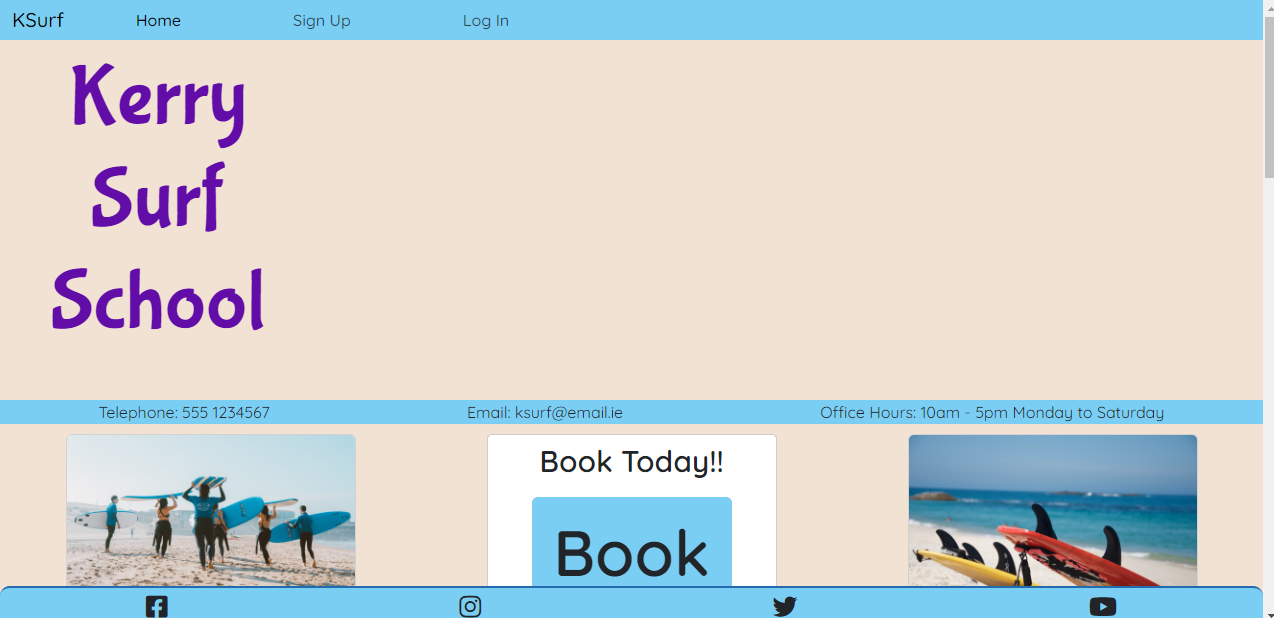 KSurf Home Sign Up Log In
Kerry
Surf
School
Telephone: 555 1234567 Email: ksurf@email.ie Office Hours: 10am - 5pm Monday to Saturday
Book Today!!
Book